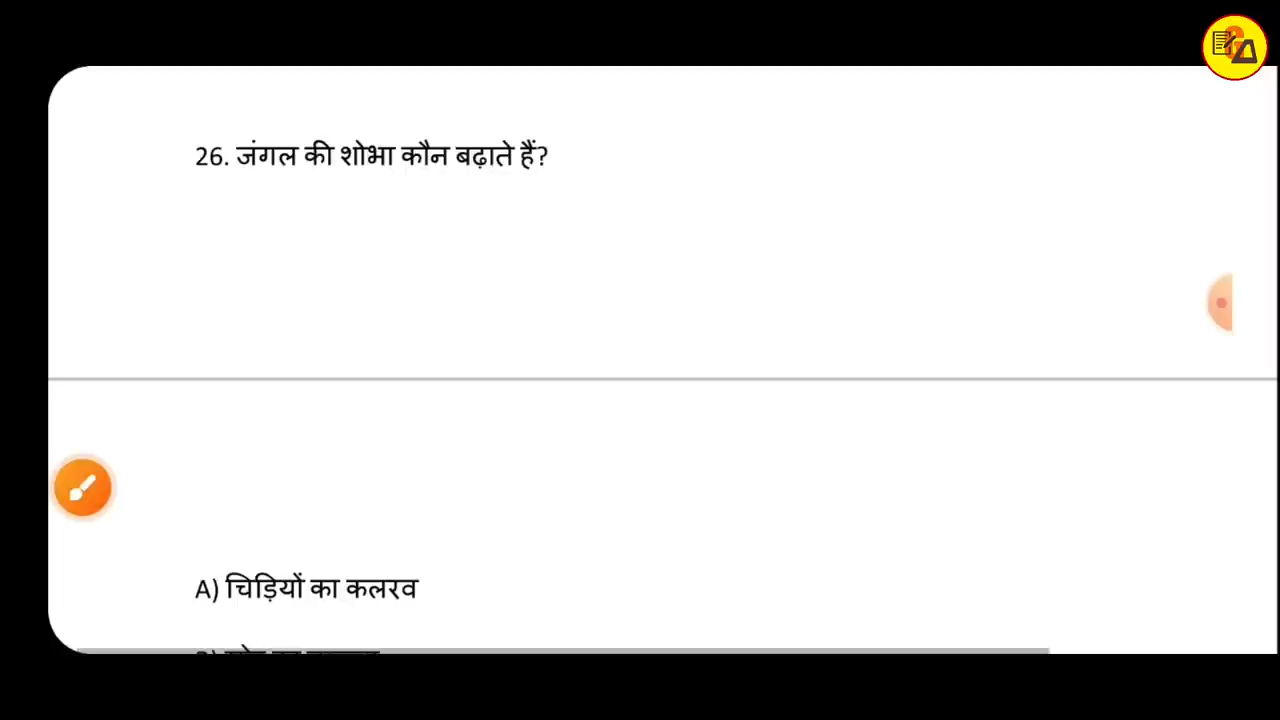 26. जंगल की शोभा कौन बढ़ाते हैं?
A) चिड़ियों का कलरव